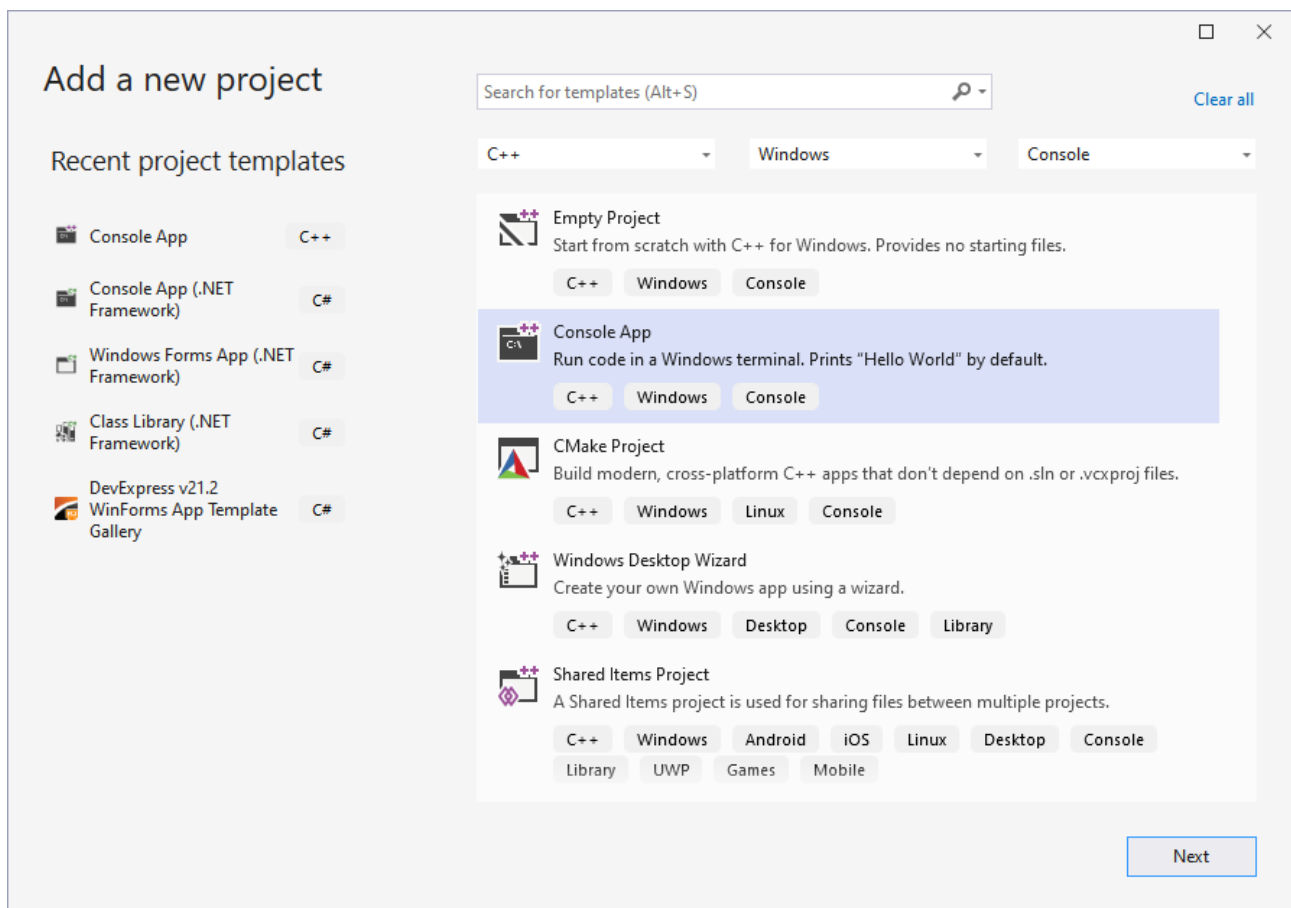 Add a new project
Search for templates (Alt+S)
Clear all
Recent project templates
C++
Windows
Console
Console App
C++
Console App (.NET
Framework)
C#
Windows Forms App (.NET
Framework)
C#
Class Library (.NET
Framework)
C#
DevExpress v21.2
WinForms App Template
Gallery
C#
Empty Project
Start from scratch with C++ for Windows. Provides no starting files.
C++ Windows Console
C:\
Console App
Run code in a Windows terminal. Prints “Hello World” by default.
C++ Windows Console
CMake Project
Build modern, cross-platform C++ apps that don’t depend on .sln or .vcxproj files.
C++ Windows Linux Console
Windows Desktop Wizard
Create your own Windows app using a wizard.
C++ Windows Desktop Console Library
Shared Items Project
A Shared Items project is used for sharing files between multiple projects.
C++ Windows Android iOS Linux Desktop Console
Library UWP Games Mobile
Next